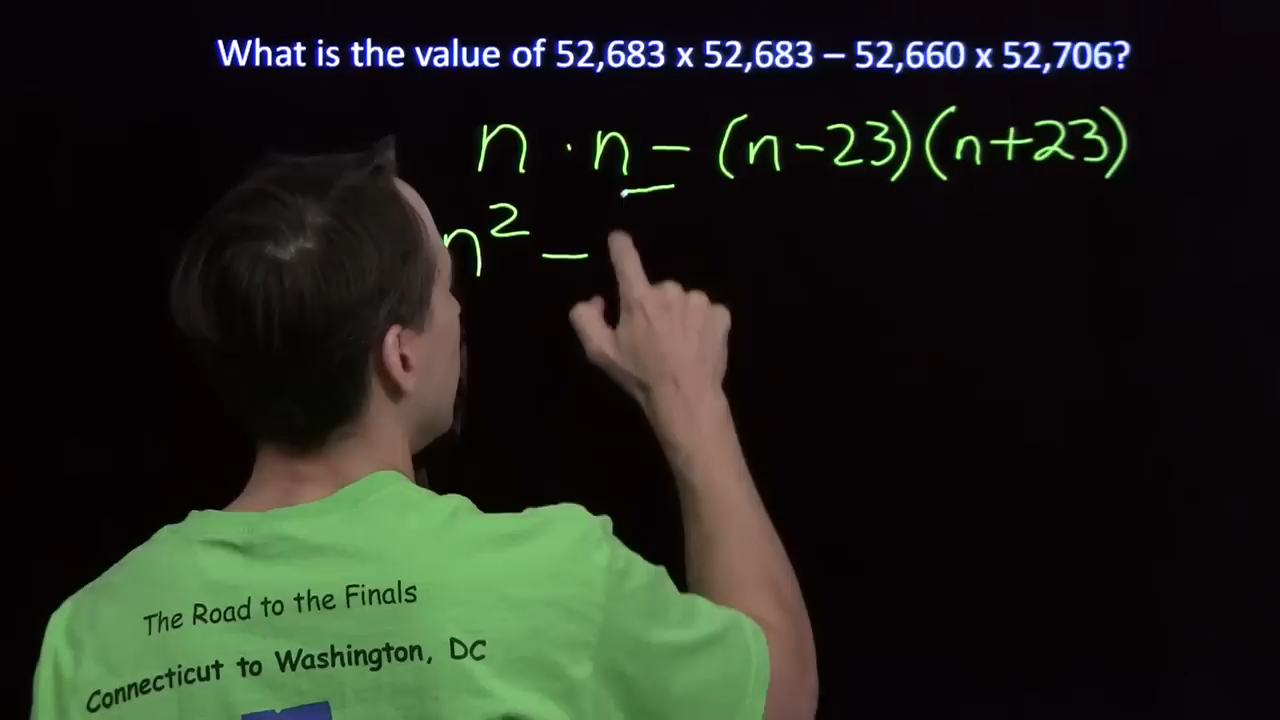 What is the value of 52,683 x 52,683 – 52,660 x 52,706?
n · n − (n−23)(n+23)
n² −
The Road to the Finals
Connecticut to Washington, DC